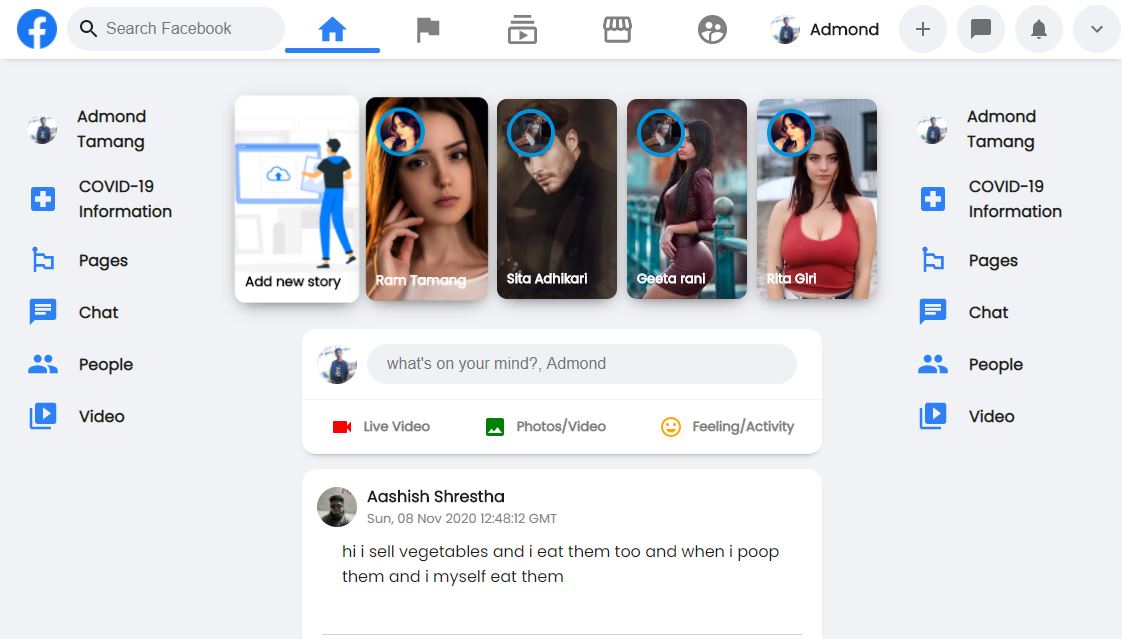 Search Facebook
Admond
Admond
Tamang
COVID-19
Information
Pages
Chat
People
Video
Add new story
Ram Tamang
Sita Adhikari
Geeta rani
Rita Giri
what's on your mind?, Admond
Live Video
Photos/Video
Feeling/Activity
Aashish Shrestha
Sun, 08 Nov 2020 12:48:12 GMT
hi i sell vegetables and i eat them too and when i poop
them and i myself eat them
Admond
Tamang
COVID-19
Information
Pages
Chat
People
Video